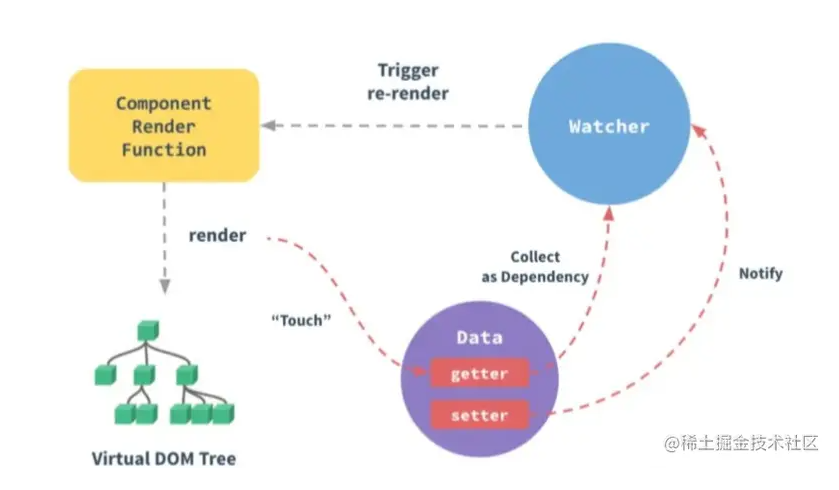 Trigger
re-render
Component
Render
Function
Watcher
render
Collect
as Dependency
Notify
“Touch”
Data
getter
setter
@稀土掘金技术社区
Virtual DOM Tree